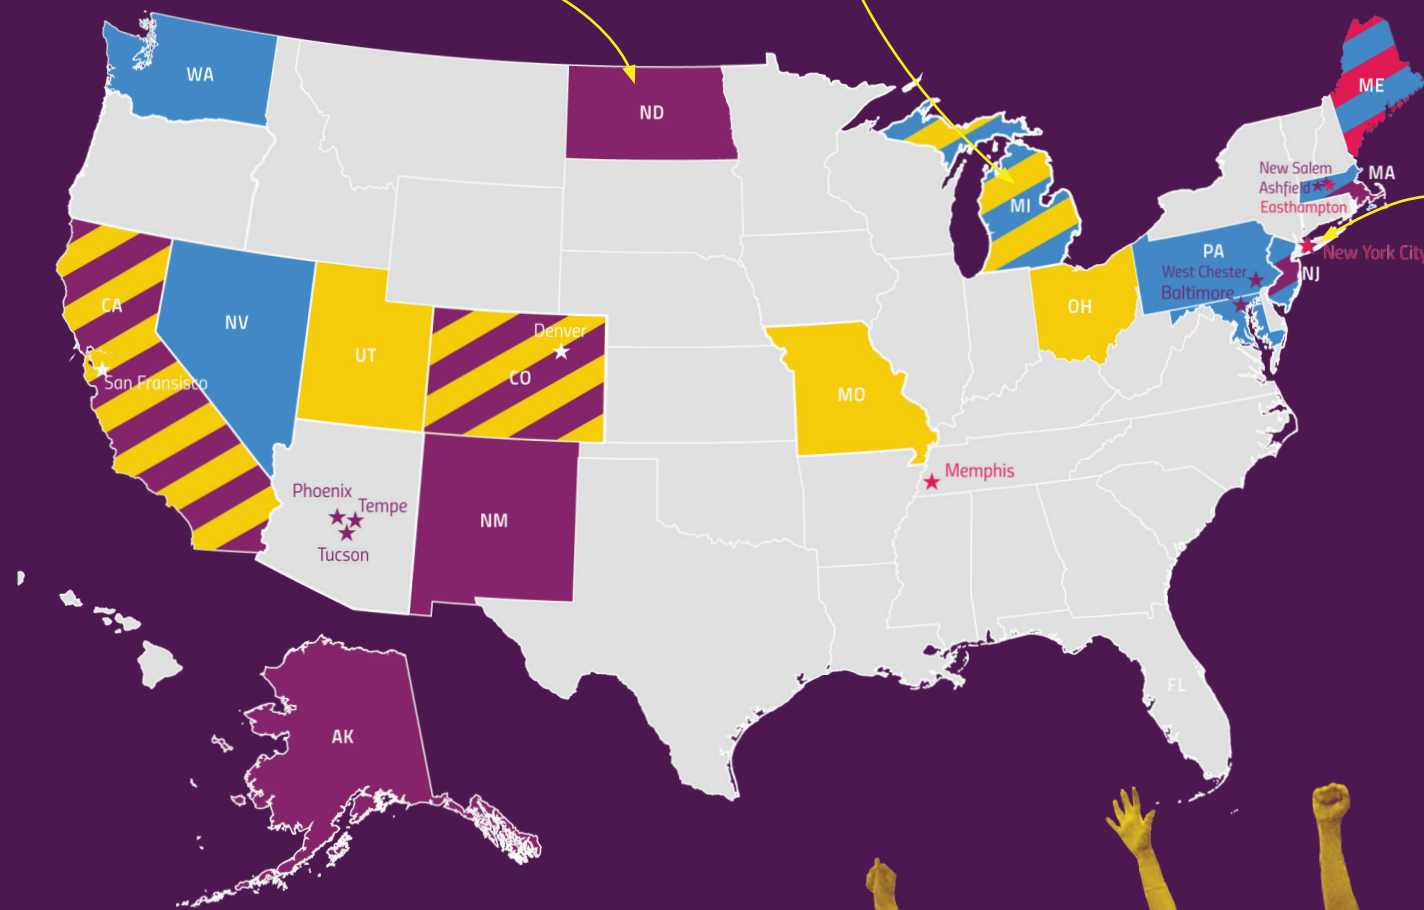 WA
ND
ME
New Salem
MA
Ashfield
Easthampton
MI
PA
New York City
West Chester
NJ
Baltimore
CA
OH
NV
Denver
UT
CO
San Fransisco
MO
Memphis
Phoenix
Tempe
NM
Tucson
FL
AK